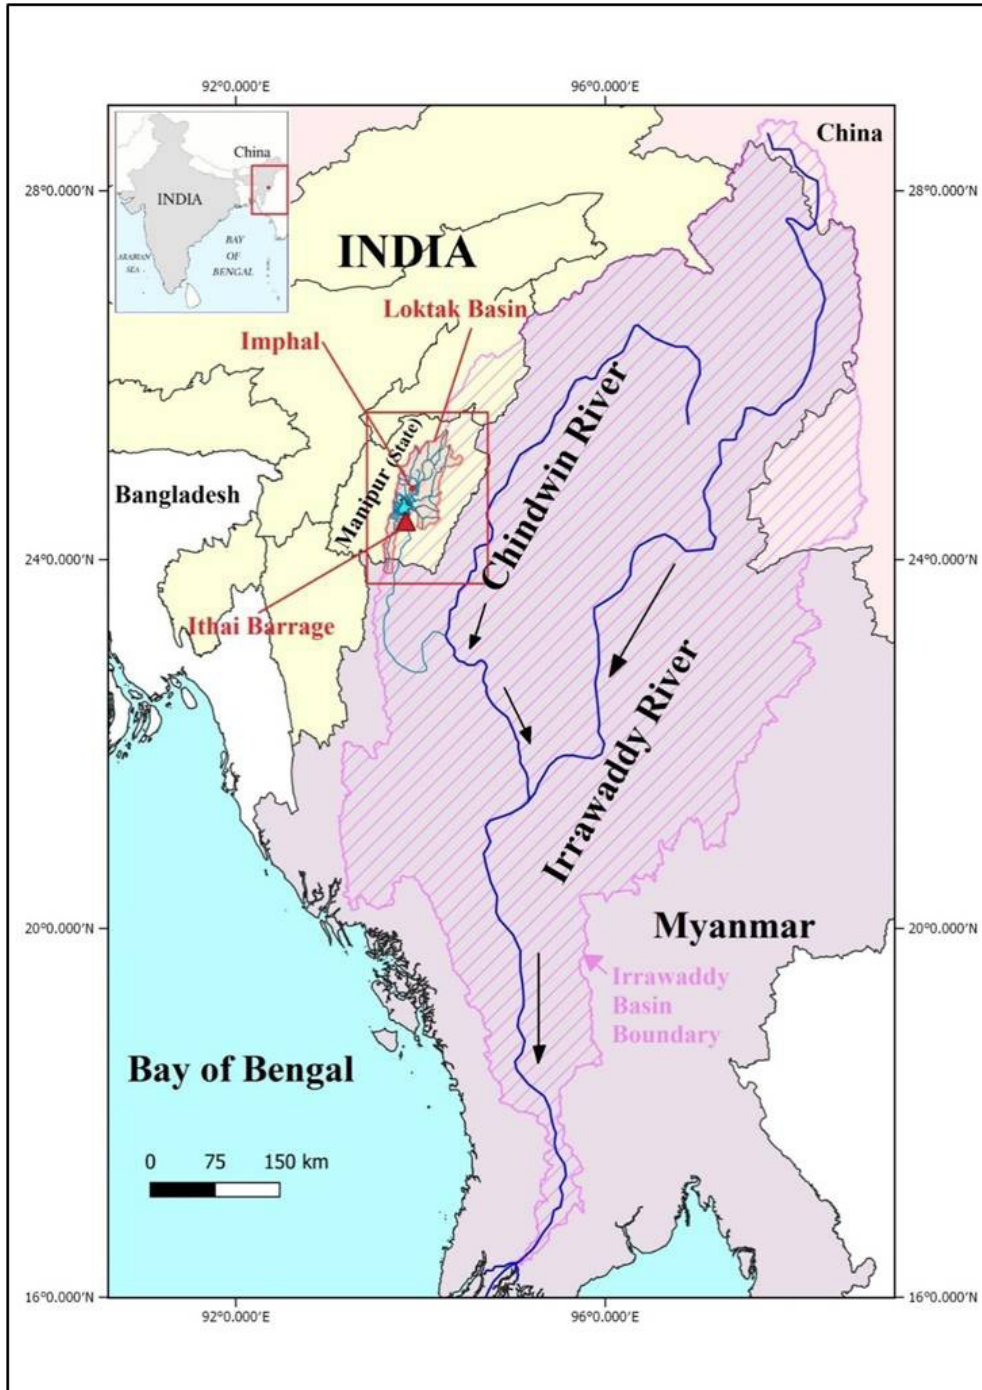 92°0.000'E
96°0.000'E
China
China
INDIA
ARABIAN
SEA
BAY
OF
BENGAL
28°0.000'N
28°0.000'N
INDIA
Loktak Basin
Imphal
Manipur (State)
Chindwin River
Bangladesh
24°0.000'N
24°0.000'N
Ithai Barrage
Irrawaddy River
20°0.000'N
20°0.000'N
Myanmar
Irrawaddy
Basin
Boundary
Bay of Bengal
0 75 150 km
16°0.000'N
16°0.000'N
92°0.000'E
96°0.000'E